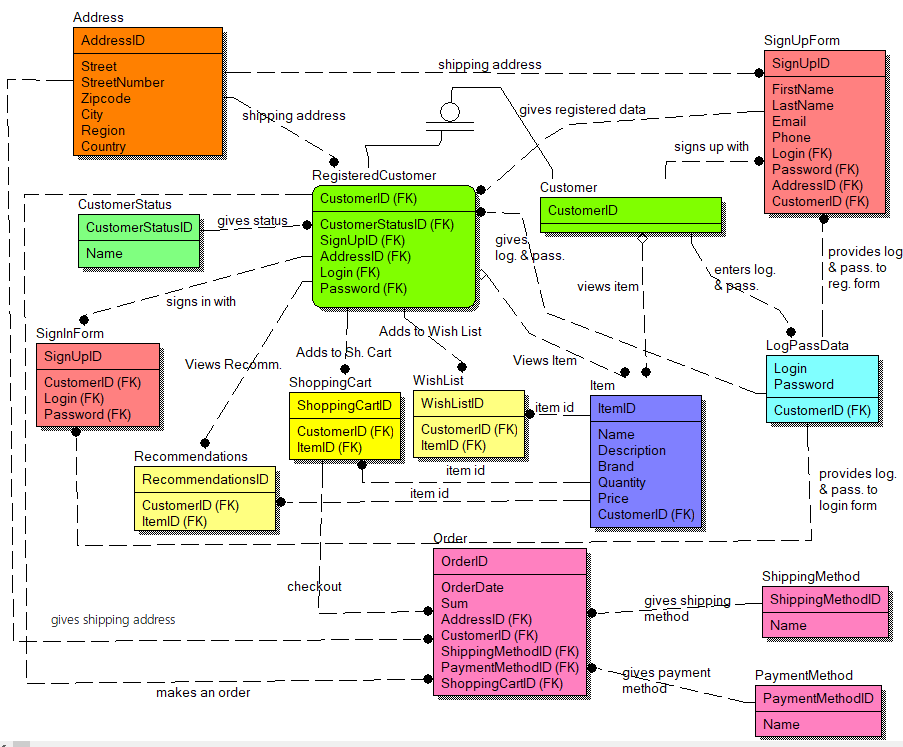 Address
AddressID
Street
StreetNumber
Zipcode
City
Region
Country
shipping address
shipping address
SignUpForm
SignUpID
FirstName
LastName
Email
Phone
Login (FK)
Password (FK)
AddressID (FK)
CustomerID (FK)
gives registered data
signs up with
RegisteredCustomer
CustomerID (FK)
CustomerStatusID (FK)
SignUpID (FK)
AddressID (FK)
Login (FK)
Password (FK)
Customer
CustomerID
CustomerStatus
CustomerStatusID
Name
gives status
gives
log. & pass.
views item
enters log.
& pass.
provides log
& pass. to
reg. form
signs in with
SignInForm
SignUpID
CustomerID (FK)
Login (FK)
Password (FK)
Views Recomm.
Adds to Sh. Cart
Adds to Wish List
Views Item
LogPassData
Login
Password
CustomerID (FK)
ShoppingCart
ShoppingCartID
CustomerID (FK)
ItemID (FK)
WishList
WishListID
CustomerID (FK)
ItemID (FK)
item id
Item
ItemID
Name
Description
Brand
Quantity
Price
CustomerID (FK)
Recommendations
RecommendationsID
CustomerID (FK)
ItemID (FK)
item id
item id
provides log.
& pass. to
login form
Order
OrderID
OrderDate
Sum
AddressID (FK)
CustomerID (FK)
ShippingMethodID (FK)
PaymentMethodID (FK)
ShoppingCartID (FK)
checkout
gives shipping address
makes an order
gives shipping
method
ShippingMethod
ShippingMethodID
Name
gives payment
method
PaymentMethod
PaymentMethodID
Name